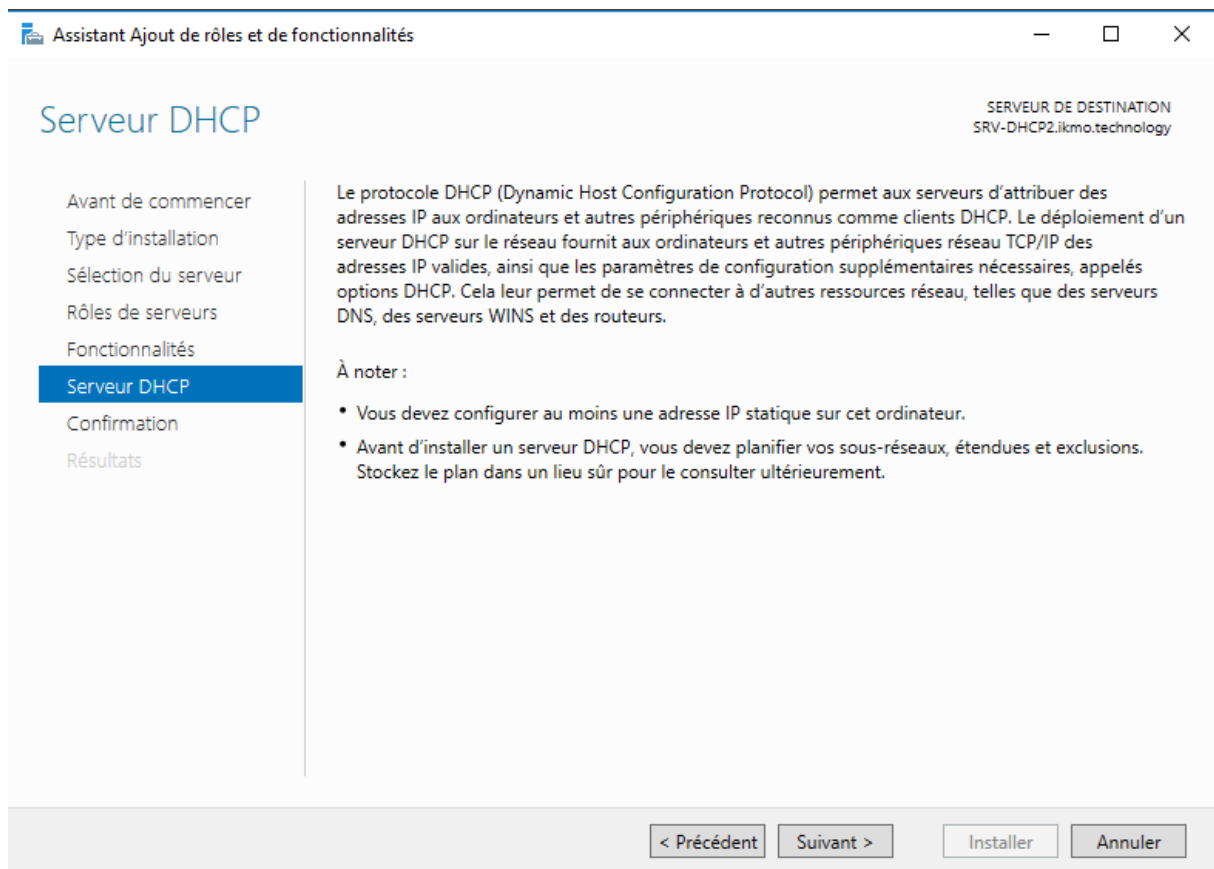 Assistant Ajout de rôles et de fonctionnalités
Serveur DHCP
SERVEUR DE DESTINATION
SRV-DHCP2.ikmo.technology
Avant de commencer
Type d'installation
Sélection du serveur
Rôles de serveurs
Fonctionnalités
Serveur DHCP
Confirmation
Résultats
Le protocole DHCP (Dynamic Host Configuration Protocol) permet aux serveurs d'attribuer des
adresses IP aux ordinateurs et autres périphériques reconnus comme clients DHCP. Le déploiement d'un
serveur DHCP sur le réseau fournit aux ordinateurs et autres périphériques réseau TCP/IP des
adresses IP valides, ainsi que les paramètres de configuration supplémentaires nécessaires, appelés
options DHCP. Cela leur permet de se connecter à d'autres ressources réseau, telles que des serveurs
DNS, des serveurs WINS et des routeurs.
À noter :
• Vous devez configurer au moins une adresse IP statique sur cet ordinateur.
• Avant d'installer un serveur DHCP, vous devez planifier vos sous-réseaux, étendues et exclusions.
Stockez le plan dans un lieu sûr pour le consulter ultérieurement.
< Précédent
Suivant >
Installer
Annuler